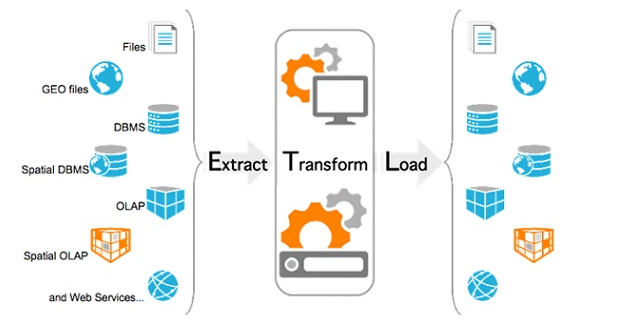 Files
GEO files
DBMS
Spatial DBMS
Extract Transform Load
OLAP
Spatial OLAP
and Web Services...